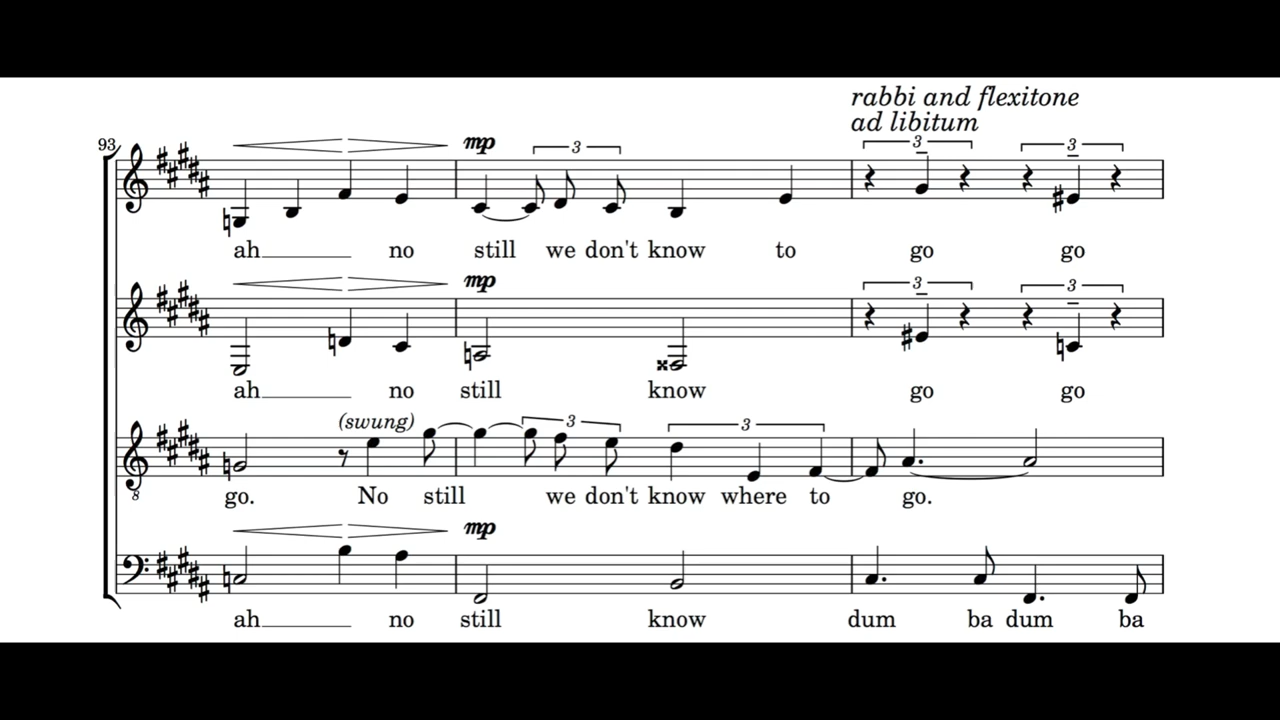 rabbi and flexitone
ad libitum
93
mp
3
3
3
ah no still we don't know to go go
mp
3
3
ah no still know go go
(swung)
3
3
8
go. No still we don't know where to go.
mp
ah no still know dum ba dum ba